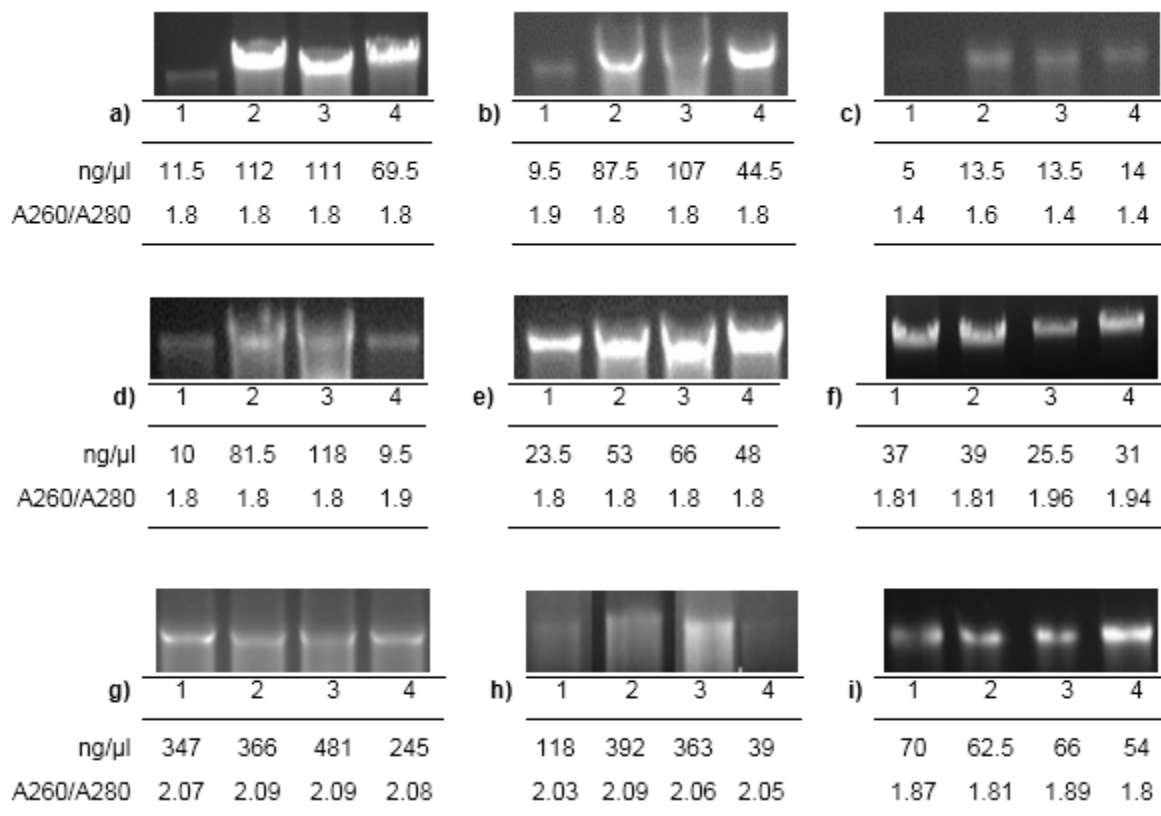 a) 1 2 3 4 b) 1 2 3 4 c) 1 2 3 4
ng/µl 11.5 112 111 69.5 9.5 87.5 107 44.5 5 13.5 13.5 14
A260/A280 1.8 1.8 1.8 1.8 1.9 1.8 1.8 1.8 1.4 1.6 1.4 1.4
d) 1 2 3 4 e) 1 2 3 4 f) 1 2 3 4
ng/µl 10 81.5 118 9.5 23.5 53 66 48 37 39 25.5 31
A260/A280 1.8 1.8 1.8 1.9 1.8 1.8 1.8 1.8 1.81 1.81 1.96 1.94
g) 1 2 3 4 h) 1 2 3 4 i) 1 2 3 4
ng/µl 347 366 481 245 118 392 363 39 70 62.5 66 54
A260/A280 2.07 2.09 2.09 2.08 2.03 2.09 2.06 2.05 1.87 1.81 1.89 1.8